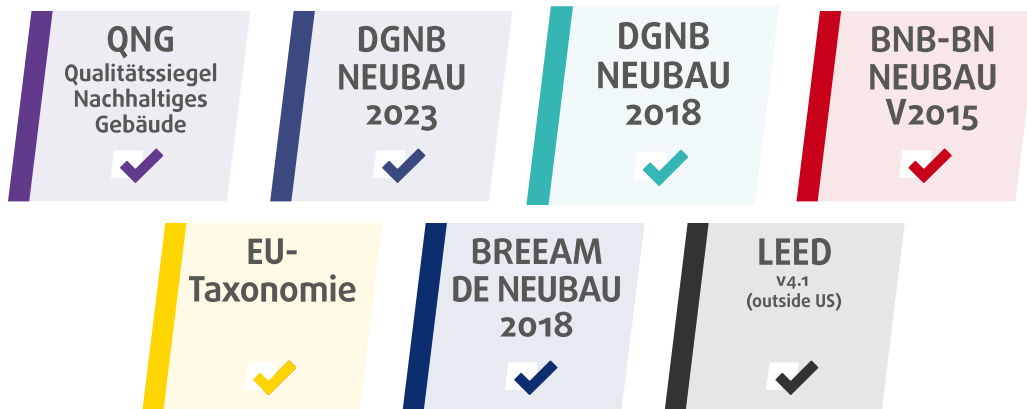 QNG
Qualitätssiegel
Nachhaltiges
Gebäude
DGNB
NEUBAU
2023
DGNB
NEUBAU
2018
BNB-BN
NEUBAU
V2015
EU-
Taxonomie
BREEAM
DE NEUBAU
2018
LEED
v4.1
(outside US)